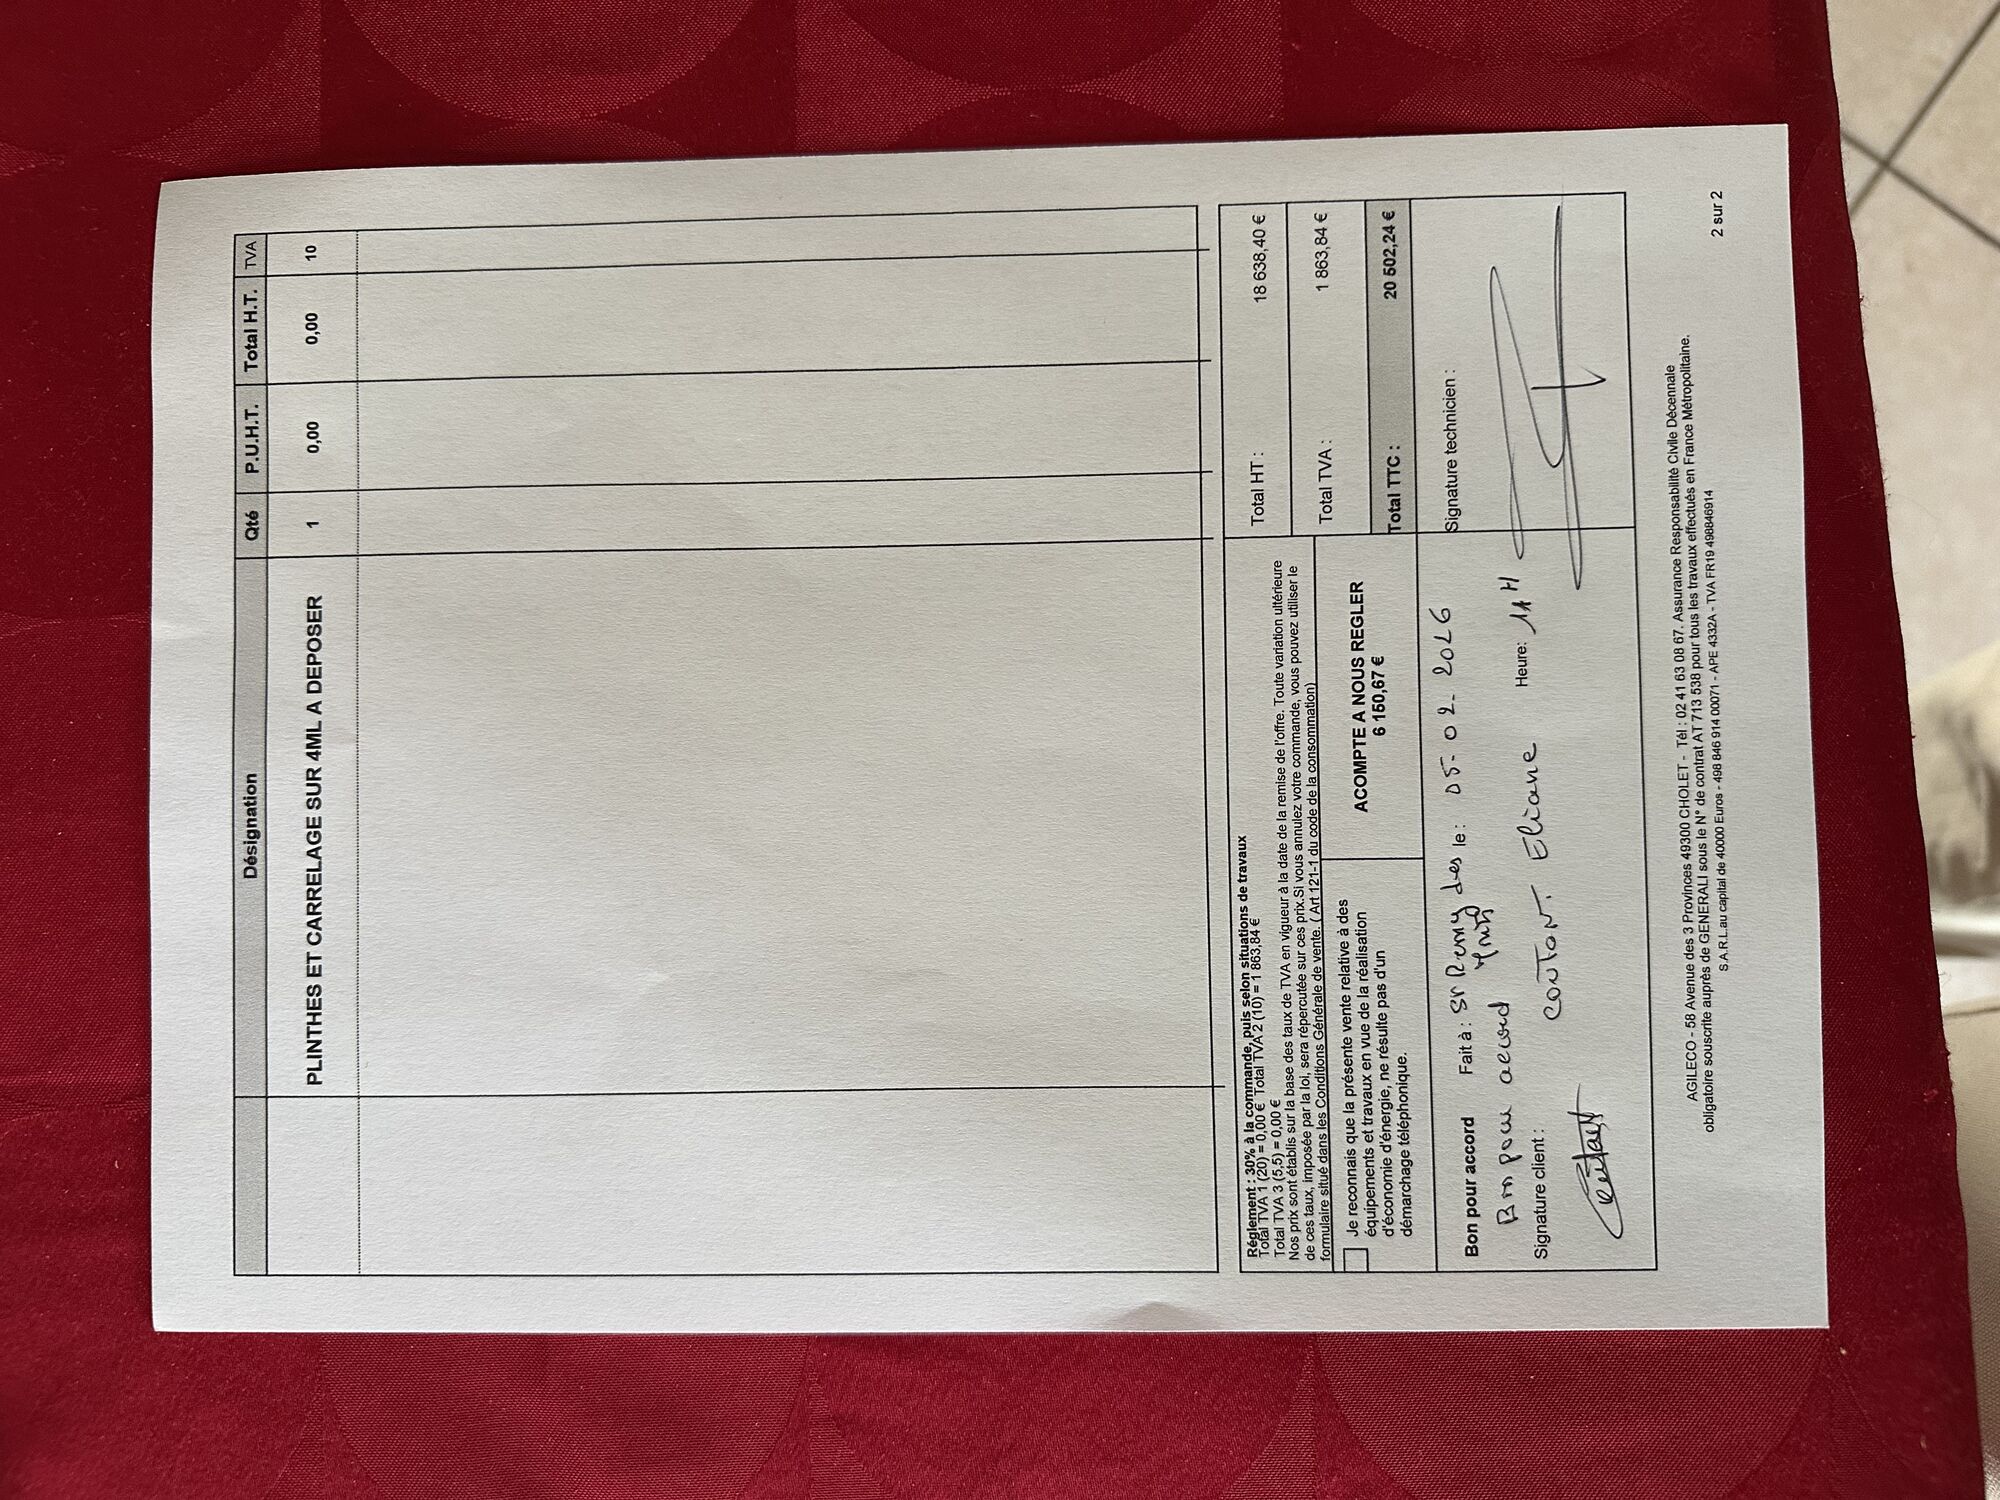 Désignation Qté P.U.H.T. Total H.T. TVA
PLINTHES ET CARRELAGE SUR 4ML A DEPOSER 1 0,00 0,00 10
Réglement : 30% à la commande, puis selon situations de travaux
Total TVA 1 (20) = 0,00 € Total TVA 2 (10) = 1 863,84 €
Total TVA 3 (5,5) = 0,00 €
Nos prix sont établis sur la base des taux de TVA en vigueur à la date de la remise de l'offre. Toute variation ultérieure
de ces taux, imposée par la loi, sera répercutée sur ces prix.Si vous annulez votre commande, vous pouvez utiliser le
formulaire situé dans les Conditions Générale de vente. ( Art 121-1 du code de la consommation)
Total HT : 18 638,40 €
Total TVA : 1 863,84 €
Total TTC : 20 502,24 €
Je reconnais que la présente vente relative à des
équipements et travaux en vue de la réalisation
d'économie d'énergie, ne résulte pas d'un
démarchage téléphonique.
ACOMPTE A NOUS REGLER
6 150,67 €
Bon pour accord Fait à : St Remy des le : 05-02-2026
Bon pour accord Heure: 11H
Signature client : Eliane
Signature technicien :
AGILECO - 58 Avenue des 3 Provinces 49300 CHOLET - Tél : 02 41 63 08 67. Assurance Responsabilité Civile Décennale
obligatoire souscrite auprès de GENERALI sous le N° de contrat AT 713 538 pour tous les travaux effectués en France Métropolitaine.
S.A.R.L.au capital de 40000 Euros - 498 846 914 00071 - APE 4332A - TVA FR19 498846914
2 sur 2